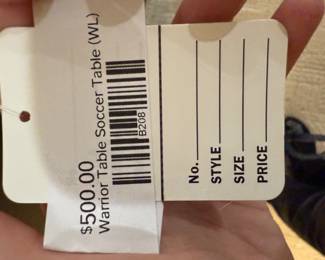 $500.00
Warrior Table Soccer Table (WL)
B208
No.
STYLE
SIZE
PRICE